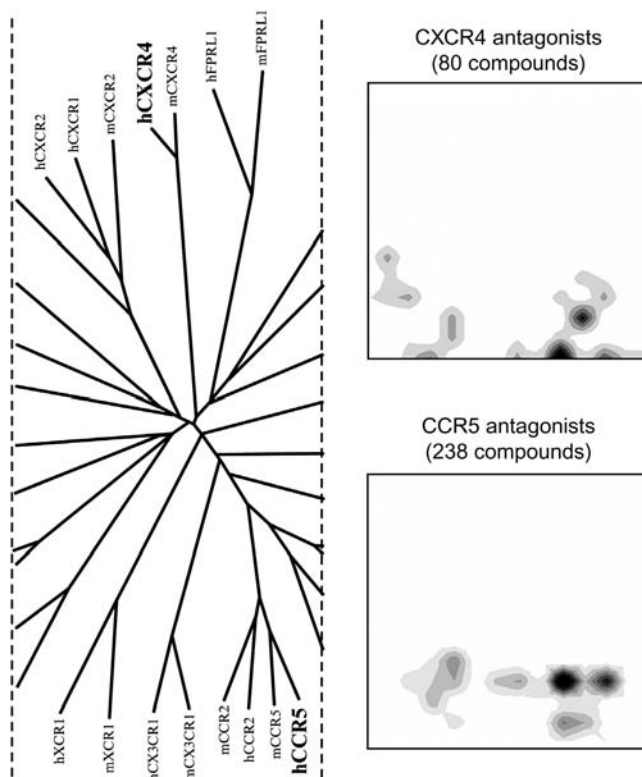 hCXCR2
hCXCR1
mCXCR2
hCXCR4
mCXCR4
hFPRL1
mFPRL1
hXCR1
mXCR1
hCX3CR1
mCX3CR1
mCCR2
hCCR2
mCCR5
hCCR5
CXCR4 antagonists
(80 compounds)
CCR5 antagonists
(238 compounds)